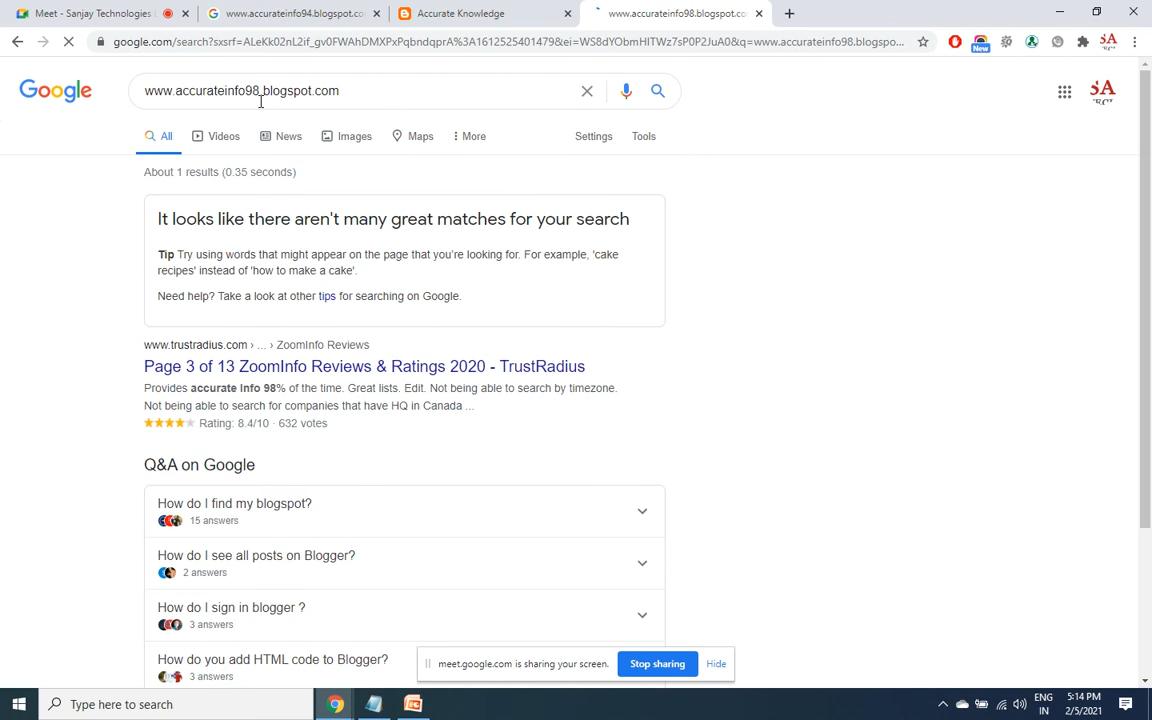 Meet - Sanjay Technologies
www.accurateinfo94.blogspot.co
Accurate Knowledge
www.accurateinfo98.blogspot.co
google.com/search?sxsrf=ALeKk02nL2if_gv0FWAhDMXPxPqbndqprA%3A1612525401479&ei=WS8dYObmHITWz7sP0P2JuA0&q=www.accurateinfo98.blogspo...
New
Google
www.accurateinfo98.blogspot.com
All
Videos
News
Images
Maps
More
Settings
Tools
About 1 results (0.35 seconds)
It looks like there aren't many great matches for your search
Tip Try using words that might appear on the page that you're looking for. For example, 'cake
recipes' instead of 'how to make a cake'.
Need help? Take a look at other tips for searching on Google.
www.trustradius.com › ... › ZoomInfo Reviews
Page 3 of 13 ZoomInfo Reviews & Ratings 2020 - TrustRadius
Provides accurate Info 98% of the time. Great lists. Edit. Not being able to search by timezone.
Not being able to search for companies that have HQ in Canada ...
Rating: 8.4/10 · 632 votes
Q&A on Google
How do I find my blogspot?
15 answers
How do I see all posts on Blogger?
2 answers
How do I sign in blogger ?
3 answers
How do you add HTML code to Blogger?
3 answers
meet.google.com is sharing your screen.
Stop sharing
Hide
Type here to search
ENG
IN
5:14 PM
2/5/2021